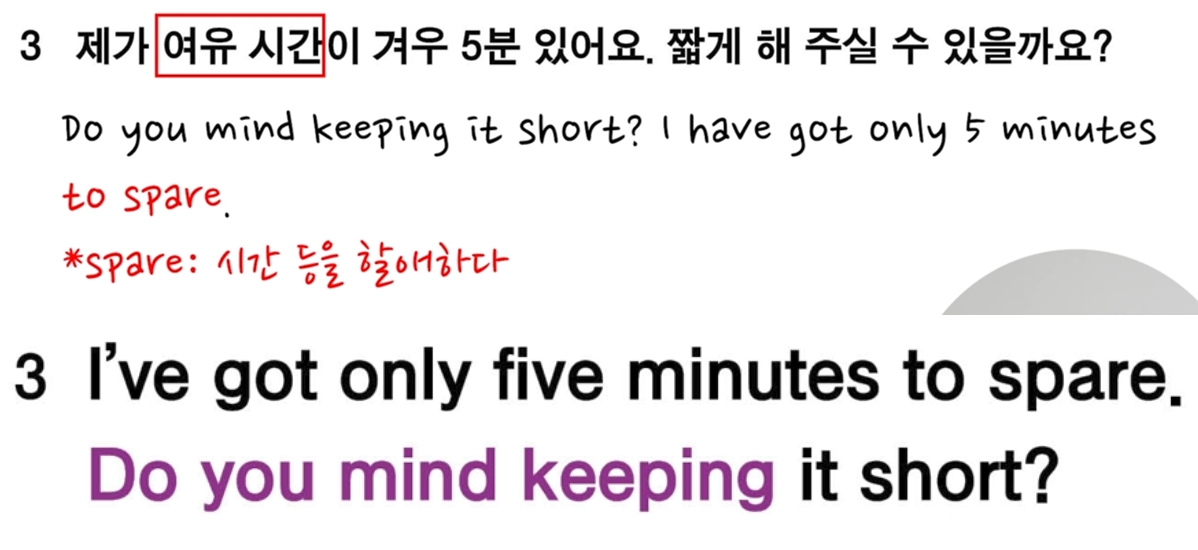 3 제가 여유 시간이 겨우 5분 있어요. 짧게 해 주실 수 있을까요?
Do you mind keeping it short? I have got only 5 minutes
to spare.
*spare: 시간 등을 할애하다
3 I've got only five minutes to spare.
Do you mind keeping it short?